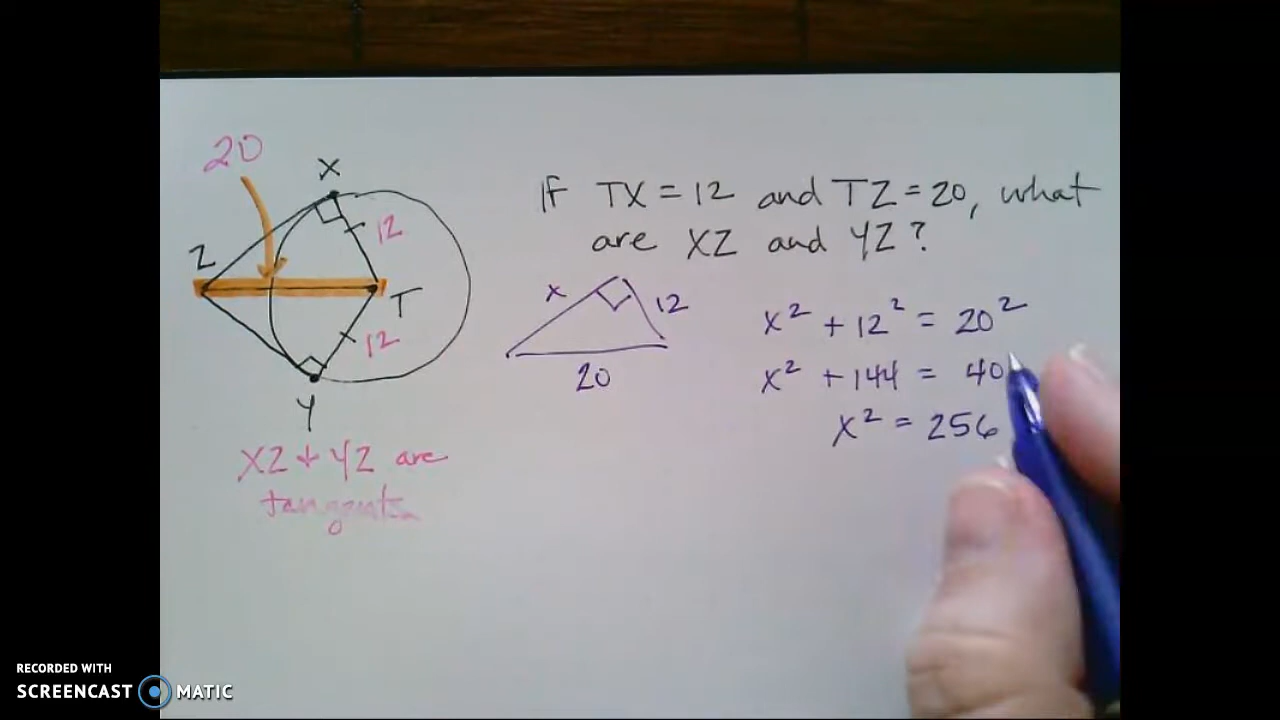 20
X
If TX = 12 and TZ = 20, what
are XZ and YZ?
Z
12
T
12
Y
x
12
20
x² + 12² = 20²
x² + 144 = 40
x² = 256
XZ + YZ are
tangents.
RECORDED WITH
SCREENCAST MATIC